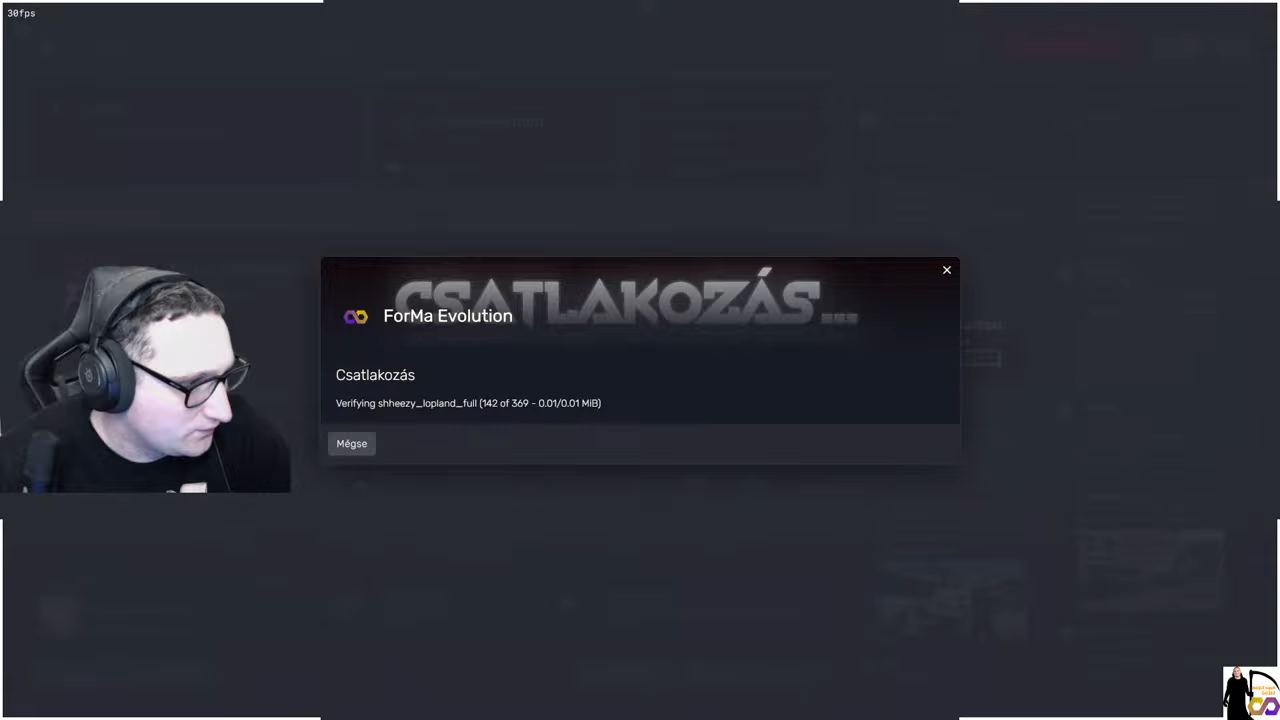 30fps
CSATLAKOZÁS...
ForMa Evolution
Csatlakozás
Verifying shheezy_lopland_full (142 of 369 - 0.01/0.01 MiB)
Mégse